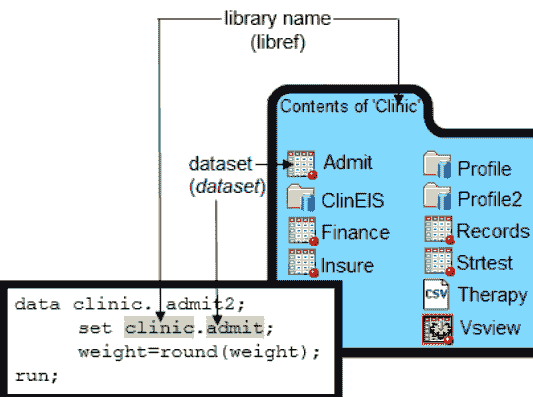 library name
(libref)
Contents of 'Clinic'
dataset
(dataset)
Admit
ClinEIS
Finance
Insure
Profile
Profile2
Records
Strtest
CSV
Therapy
Vsview
data clinic. admit2;
set clinic.admit;
weight=round(weight);
run;